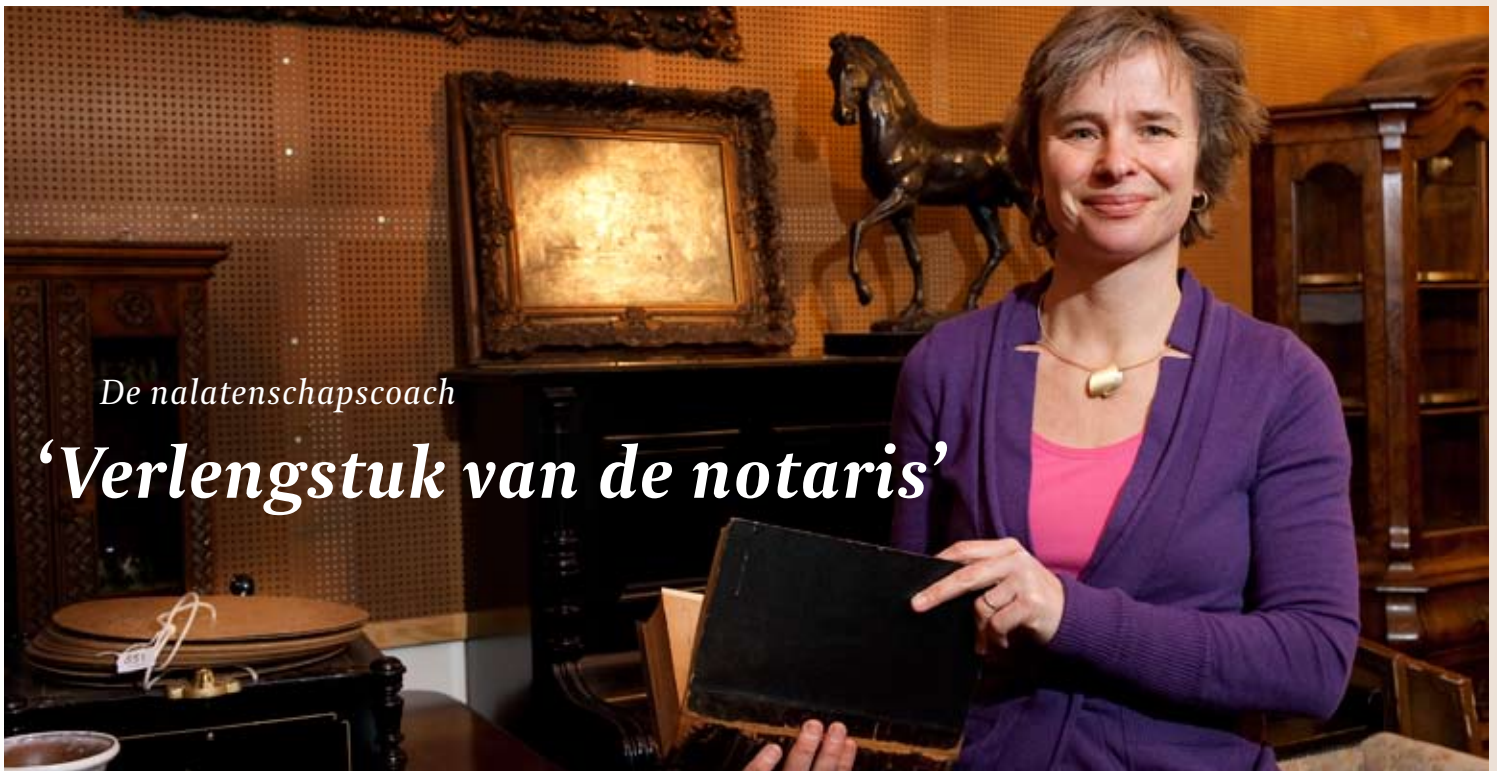 De nalatenschapscoach
‘Verlengstuk van de notaris’